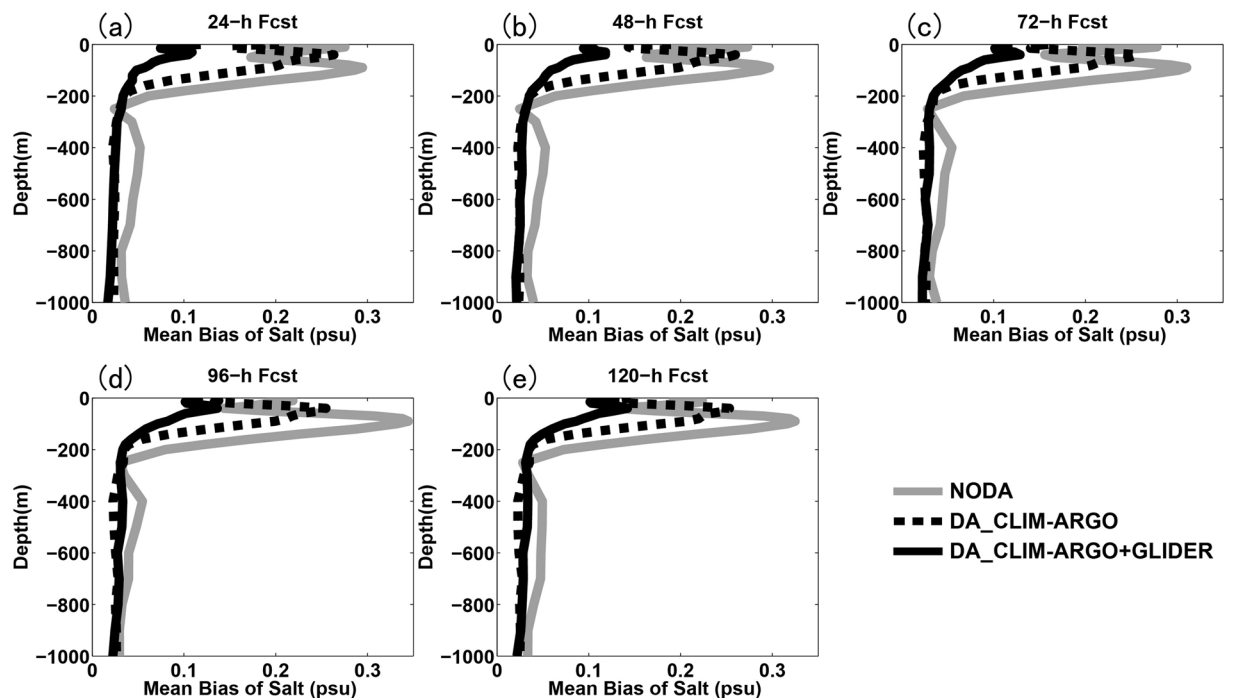 (a) 24−h Fcst
0
−200
−400
−600
−800
−1000
Depth(m)
0 0.1 0.2 0.3
Mean Bias of Salt (psu)
(b) 48−h Fcst
0
−200
−400
−600
−800
−1000
Depth(m)
0 0.1 0.2 0.3
Mean Bias of Salt (psu)
(c) 72−h Fcst
0
−200
−400
−600
−800
−1000
Depth(m)
0 0.1 0.2 0.3
Mean Bias of Salt (psu)
(d) 96−h Fcst
0
−200
−400
−600
−800
−1000
Depth(m)
0 0.1 0.2 0.3
Mean Bias of Salt (psu)
(e) 120−h Fcst
0
−200
−400
−600
−800
−1000
Depth(m)
0 0.1 0.2 0.3
Mean Bias of Salt (psu)
NODA
DA_CLIM-ARGO
DA_CLIM-ARGO+GLIDER